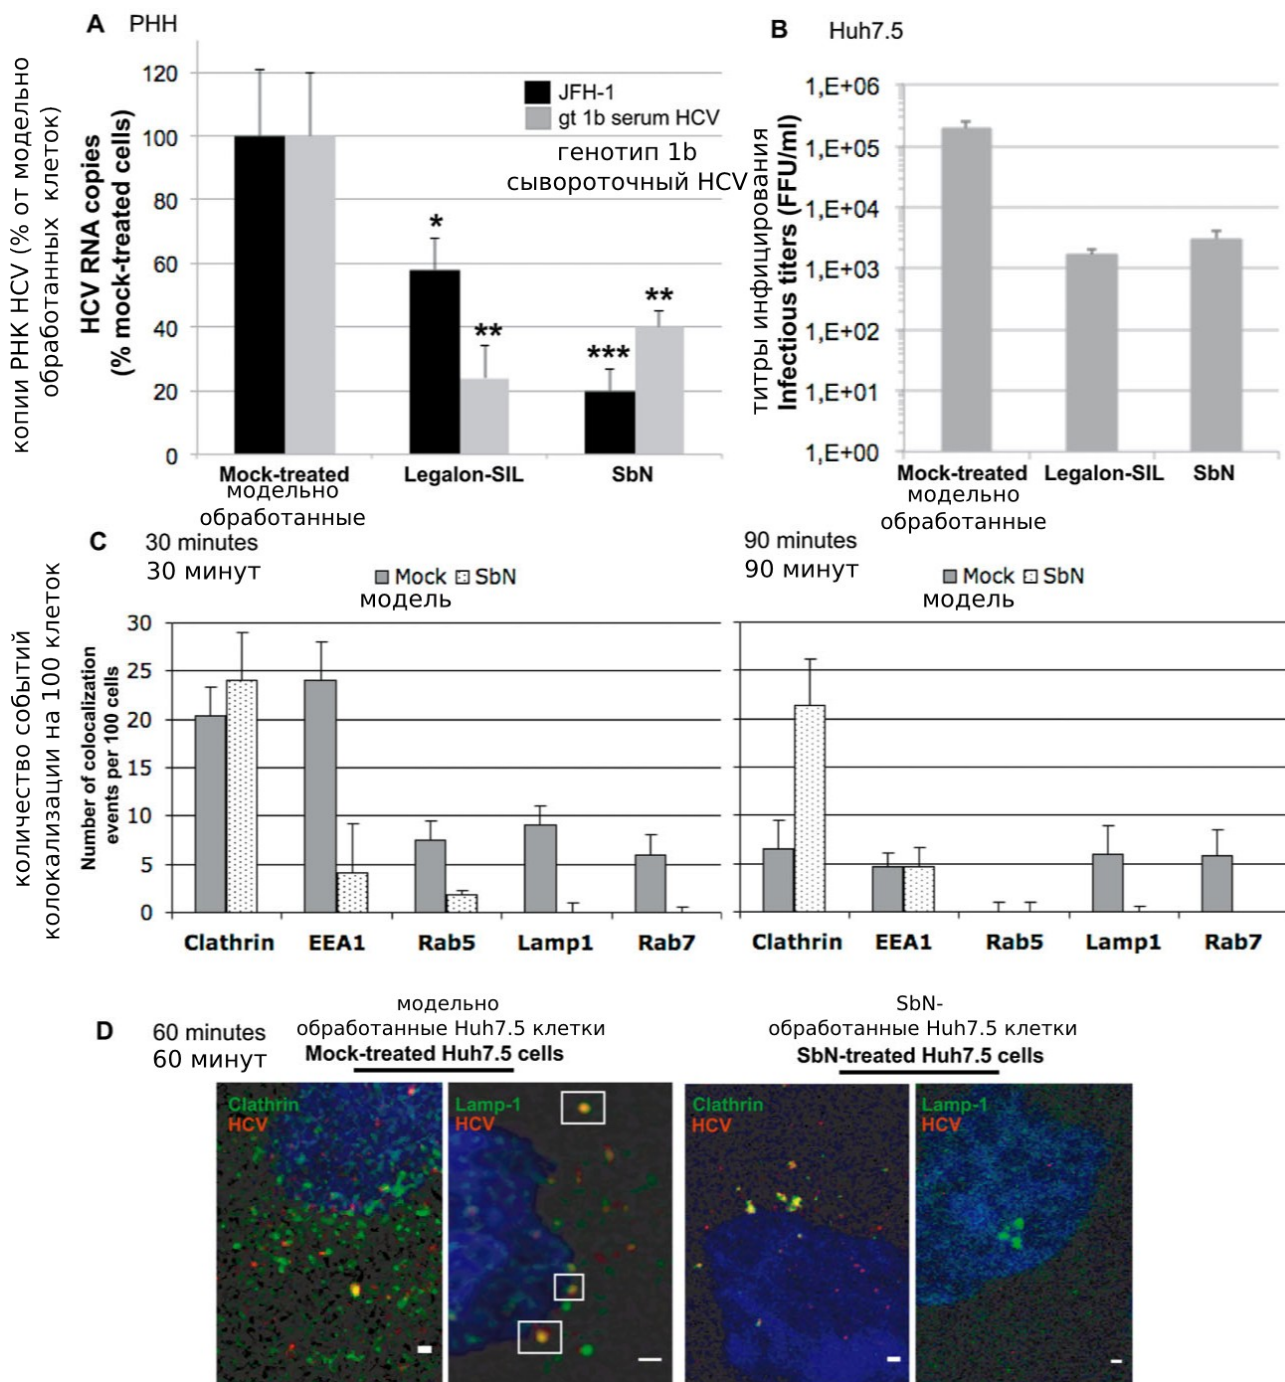 A PHH
копии РНК HCV (% от модельно
обработанных клеток)
HCV RNA copies
(% mock-treated cells)
120
100
80
60
40
20
0
JFH-1
gt 1b serum HCV
генотип 1b
сывороточный HCV
*
**
***
**
Mock-treated
Legalon-SIL
SbN
модельно
обработанные
B Huh7.5
титры инфицирования
Infectious titers (FFU/ml)
1,E+06
1,E+05
1,E+04
1,E+03
1,E+02
1,E+01
1,E+00
Mock-treated
Legalon-SIL
SbN
модельно
обработанные
C 30 minutes
30 минут
Mock SbN
модель
количество событий
колокализации на 100 клеток
Number of colocalization
events per 100 cells
30
25
20
15
10
5
0
Clathrin EEA1 Rab5 Lamp1 Rab7
90 minutes
90 минут
Mock SbN
модель
Clathrin EEA1 Rab5 Lamp1 Rab7
D 60 minutes
60 минут
модельно
обработанные Huh7.5 клетки
Mock-treated Huh7.5 cells
SbN-
обработанные Huh7.5 клетки
SbN-treated Huh7.5 cells
Clathrin
HCV
Lamp-1
HCV
Clathrin
HCV
Lamp-1
HCV